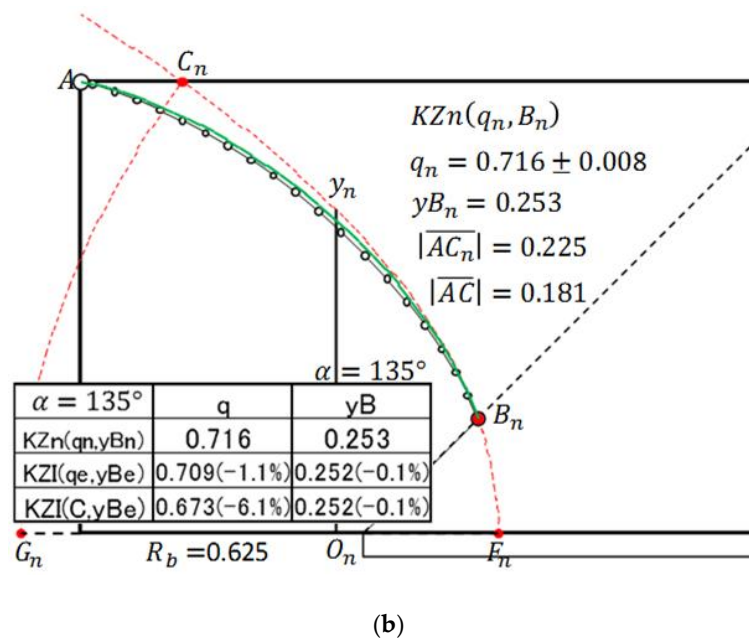 C_n
A
KZn(q_n, B_n)
q_n = 0.716 ± 0.008
y_n
yB_n = 0.253
|AC_n| = 0.225
|AC| = 0.181
α = 135°
α = 135° q yB
B_n
KZn(qn,yBn) 0.716 0.253
KZI(qe,yBe) 0.709(-1.1%) 0.252(-0.1%)
KZI(C,yBe) 0.673(-6.1%) 0.252(-0.1%)
G_n R_b =0.625 O_n F_n
(b)